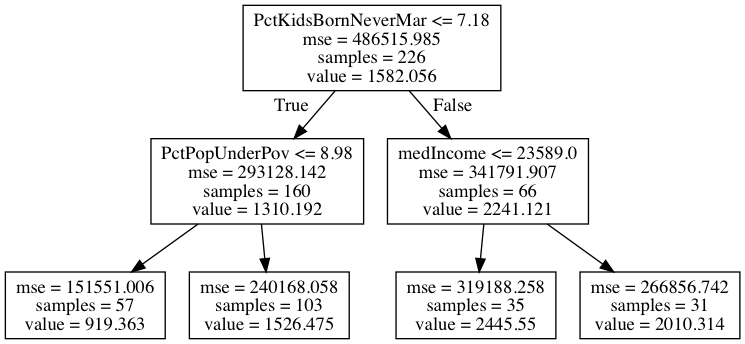 PctKidsBornNeverMar <= 7.18
mse = 486515.985
samples = 226
value = 1582.056
True
False
PctPopUnderPov <= 8.98
mse = 293128.142
samples = 160
value = 1310.192
medIncome <= 23589.0
mse = 341791.907
samples = 66
value = 2241.121
mse = 151551.006
samples = 57
value = 919.363
mse = 240168.058
samples = 103
value = 1526.475
mse = 319188.258
samples = 35
value = 2445.55
mse = 266856.742
samples = 31
value = 2010.314